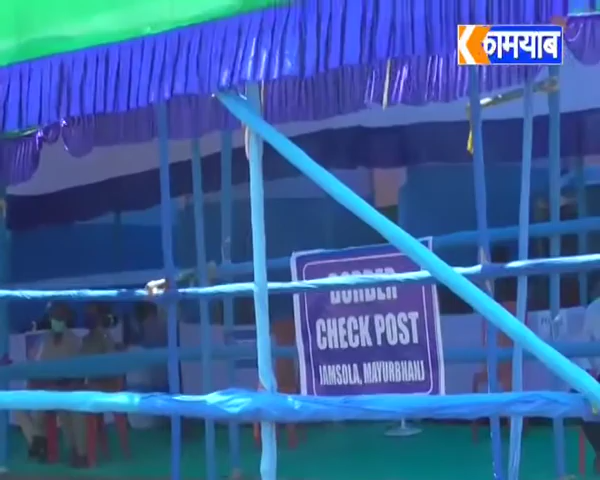 कामयाब
BORDER
CHECK POST
JAMSOLA, MAYURBHANJ